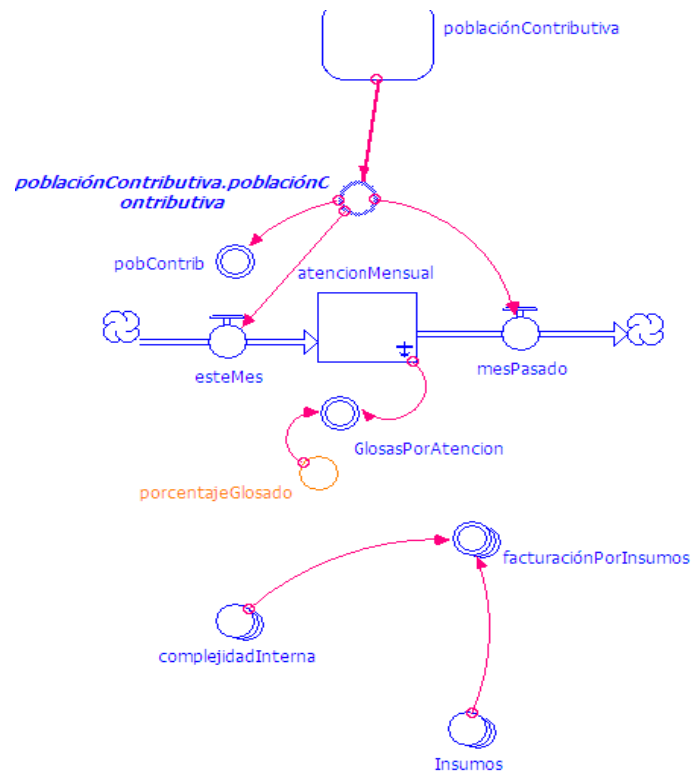 poblaciónContributiva
poblaciónContributiva.poblaciónC
ontributiva
pobContrib
atencionMensual
esteMes
mesPasado
GlosasPorAtencion
porcentajeGlosado
facturaciónPorInsumos
complejidadInterna
Insumos